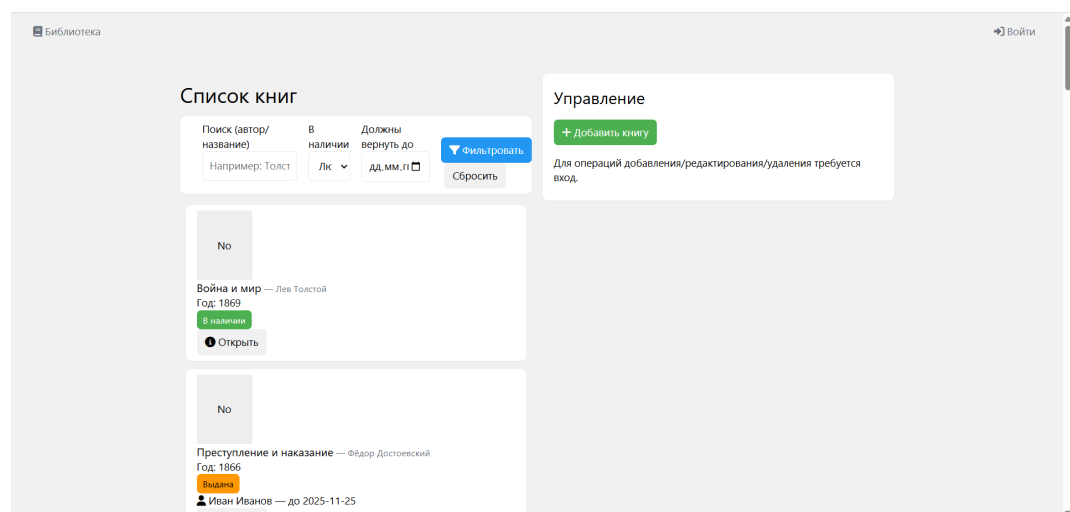 Библиотека
Войти
Список книг
Поиск (автор/
название)
В
наличии
Должны
вернуть до
Например: Толст
Лю
дд.мм.гг
Фильтровать
Сбросить
No
Война и мир — Лев Толстой
Год: 1869
В наличии
Открыть
No
Преступление и наказание — Фёдор Достоевский
Год: 1866
Выдана
Иван Иванов — до 2025-11-25
Управление
+ Добавить книгу
Для операций добавления/редактирования/удаления требуется
вход.